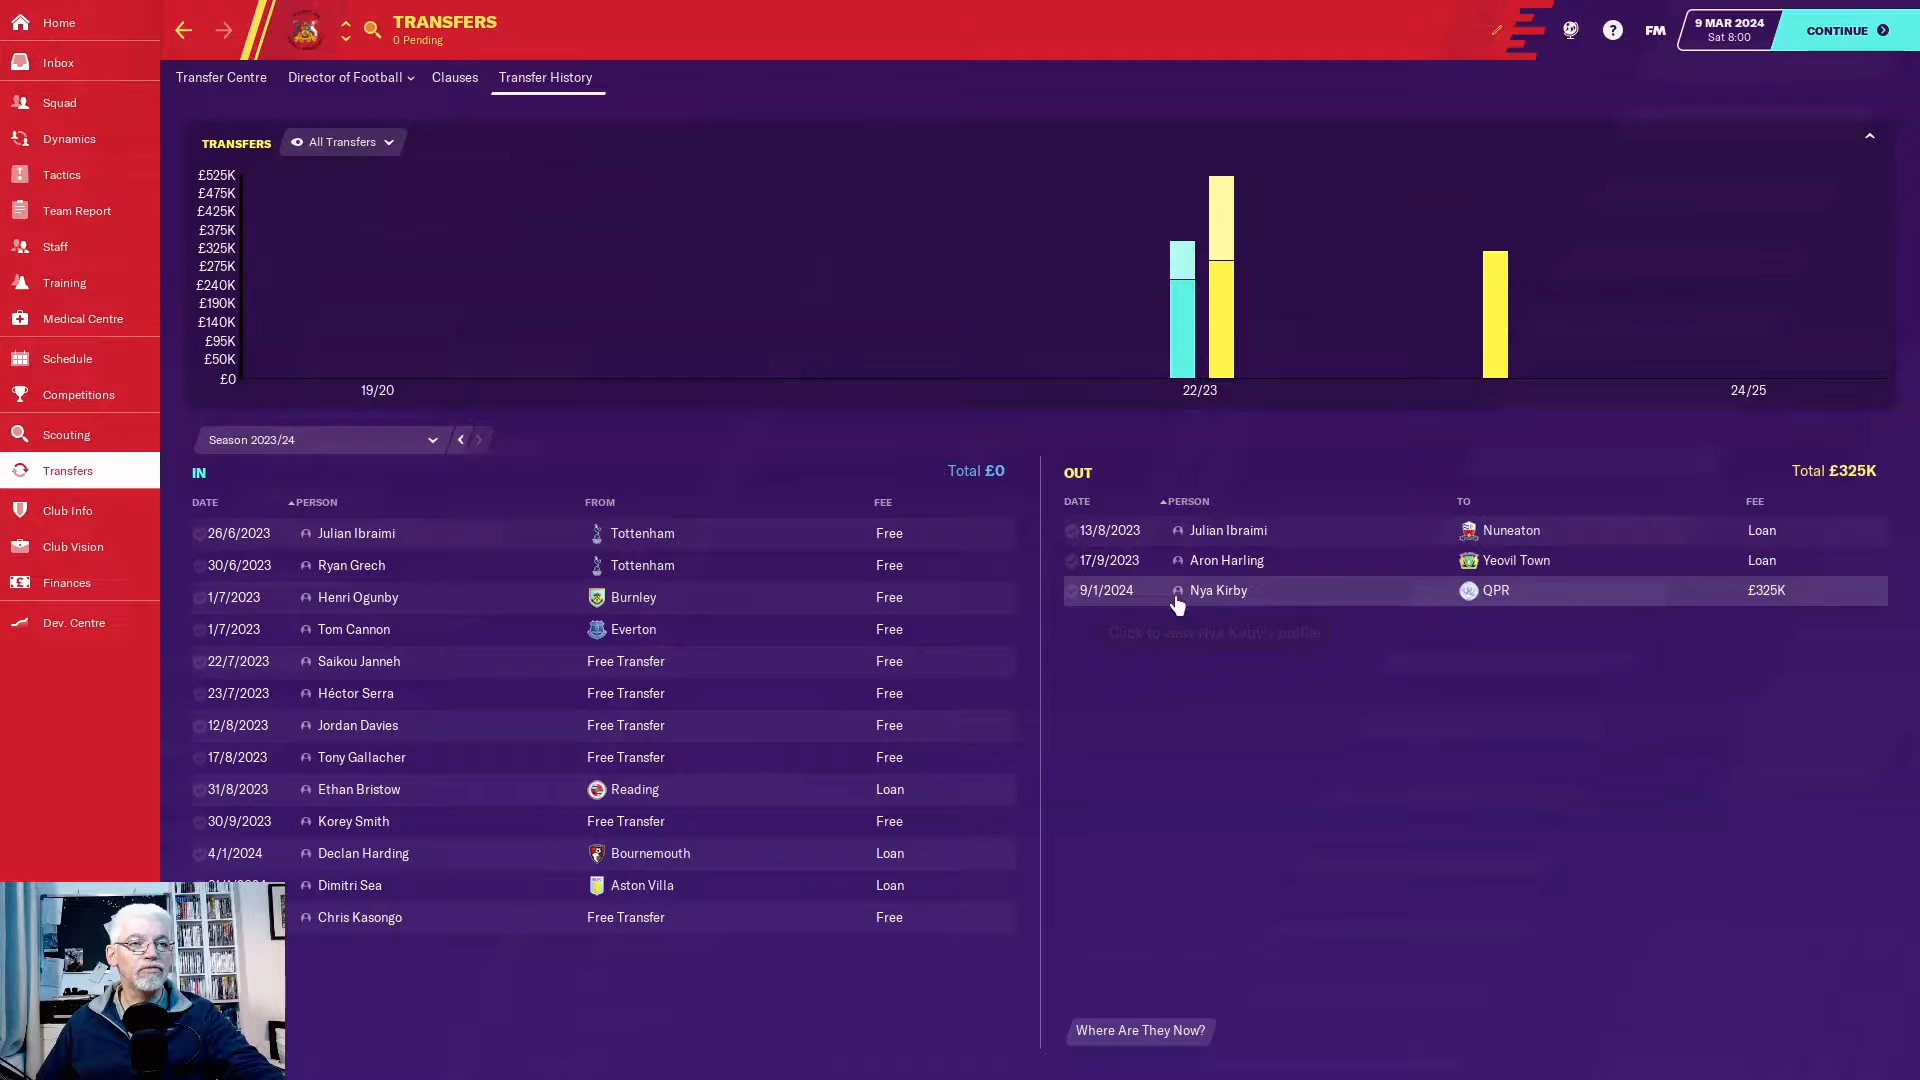 Home
Inbox
Squad
Dynamics
Tactics
Team Report
Staff
Training
Medical Centre
Schedule
Competitions
Scouting
Transfers
Club Info
Club Vision
Finances
Dev. Centre
TRANSFERS
0 Pending
FM
9 MAR 2024
Sat 8:00
CONTINUE
Transfer Centre Director of Football Clauses Transfer History
TRANSFERS All Transfers
£525K
£475K
£425K
£375K
£325K
£275K
£240K
£190K
£140K
£95K
£50K
£0
19/20 22/23 24/25
Season 2023/24
IN Total £0
DATE PERSON FROM FEE
26/6/2023 Julian Ibraimi Tottenham Free
30/6/2023 Ryan Grech Tottenham Free
1/7/2023 Henri Ogunby Burnley Free
1/7/2023 Tom Cannon Everton Free
22/7/2023 Saikou Janneh Free Transfer Free
23/7/2023 Héctor Serra Free Transfer Free
12/8/2023 Jordan Davies Free Transfer Free
17/8/2023 Tony Gallacher Free Transfer Free
31/8/2023 Ethan Bristow Reading Loan
30/9/2023 Korey Smith Free Transfer Free
4/1/2024 Declan Harding Bournemouth Loan
Dimitri Sea Aston Villa Loan
Chris Kasongo Free Transfer Free
OUT Total £325K
DATE PERSON TO FEE
13/8/2023 Julian Ibraimi Nuneaton Loan
17/9/2023 Aron Harling Yeovil Town Loan
9/1/2024 Nya Kirby QPR £325K
Click to view Nya Kirby's profile
Where Are They Now?